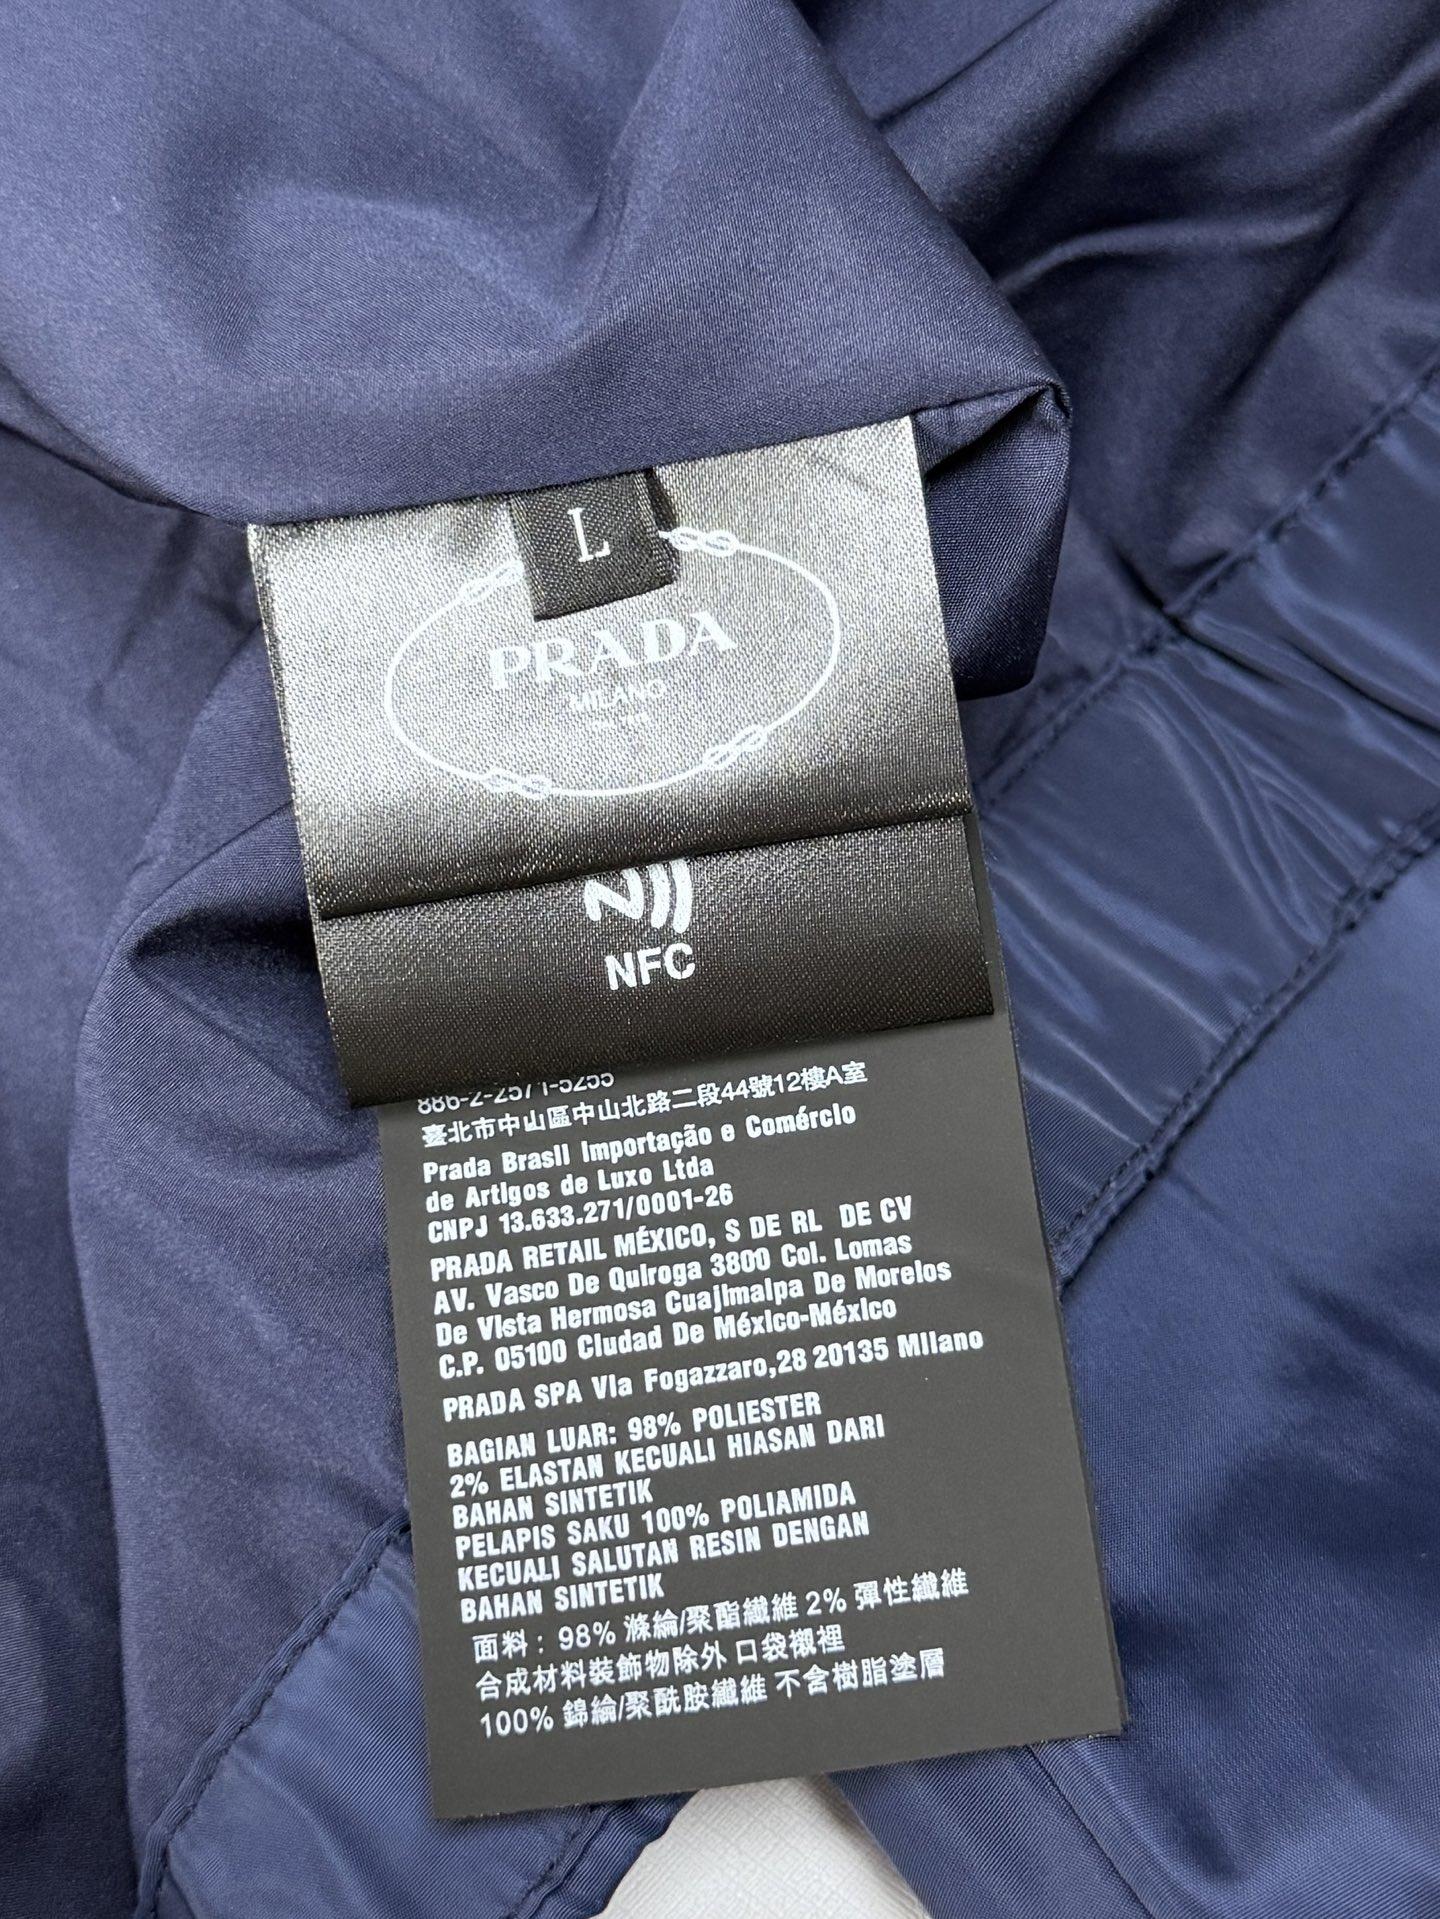 L
PRADA
MILANO
NFC
886-2-2571-5255
臺北市中山區中山北路二段44號12樓A室
Prada Brasil Importação e Comércio
de Artigos de Luxo Ltda
CNPJ 13.633.271/0001-26
PRADA RETAIL MÉXICO, S DE RL DE CV
AV. Vasco De Quiroga 3800 Col. Lomas
De Vista Hermosa Cuajimalpa De Morelos
C.P. 05100 Ciudad De México-México
PRADA SPA Via Fogazzaro,28 20135 Milano
BAGIAN LUAR: 98% POLIESTER
2% ELASTAN KECUALI HIASAN DARI
BAHAN SINTETIK
PELAPIS SAKU 100% POLIAMIDA
KECUALI SALUTAN RESIN DENGAN
BAHAN SINTETIK
面料：98% 滌綸/聚酯纖維 2% 彈性纖維
合成材料裝飾物除外 口袋襯裡
100% 錦綸/聚酰胺纖維 不含樹脂塗層